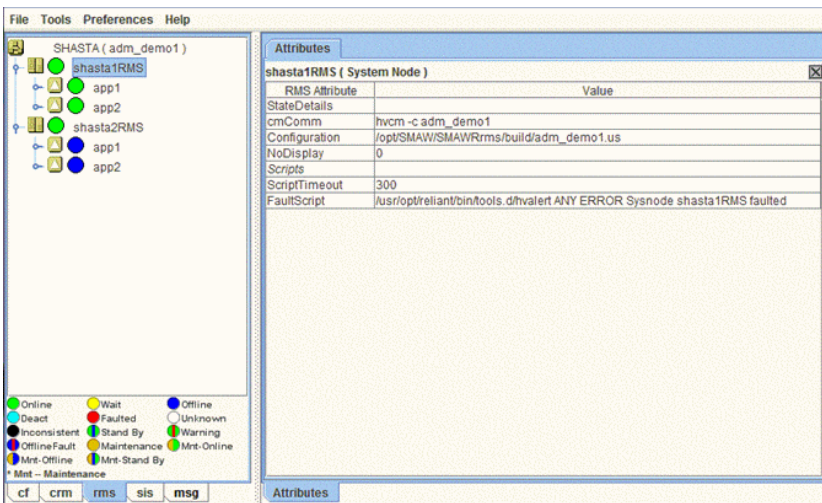 File Tools Preferences Help
SHASTA ( adm_demo1 )
shasta1RMS
app1
app2
shasta2RMS
app1
app2
Online Wait Offline
Deact Faulted Unknown
Inconsistent Stand By Warning
OfflineFault Maintenance Mnt-Online
Mnt-Offline Mnt-Stand By
* Mnt -- Maintenance
cf crm rms sis msg
Attributes
shasta1RMS ( System Node )
RMS Attribute Value
StateDetails
cmComm hvcm -c adm_demo1
Configuration /opt/SMAW/SMAWRrms/build/adm_demo1.us
NoDisplay 0
Scripts
ScriptTimeout 300
FaultScript /usr/opt/reliant/bin/tools.d/hvalert ANY ERROR Sysnode shasta1RMS faulted
Attributes